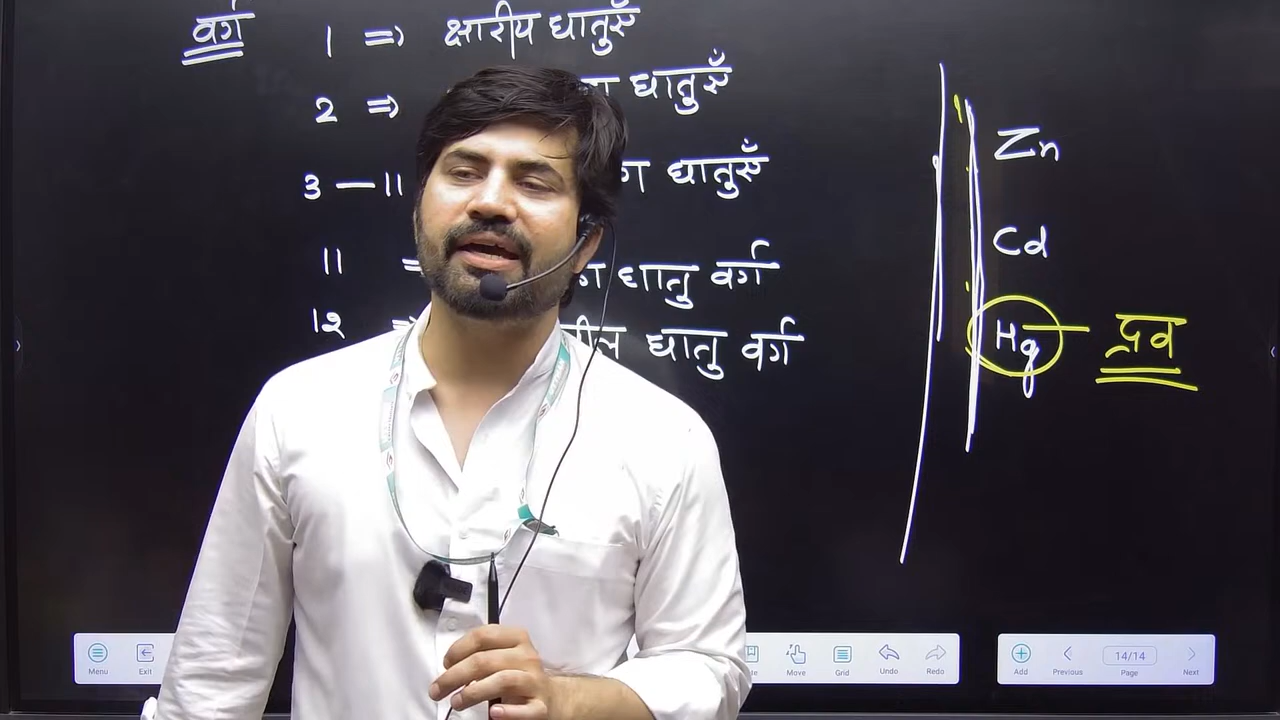 वर्ग 1 => क्षारीय धातुएँ
2 => धातुएँ
3 — 11 धातुएँ
11 धातु वर्ग
12 => धातु वर्ग
Zn
Cd
Hg — द्रव
Menu Exit Move Grid Undo Redo
Add Previous 14/14 Page Next